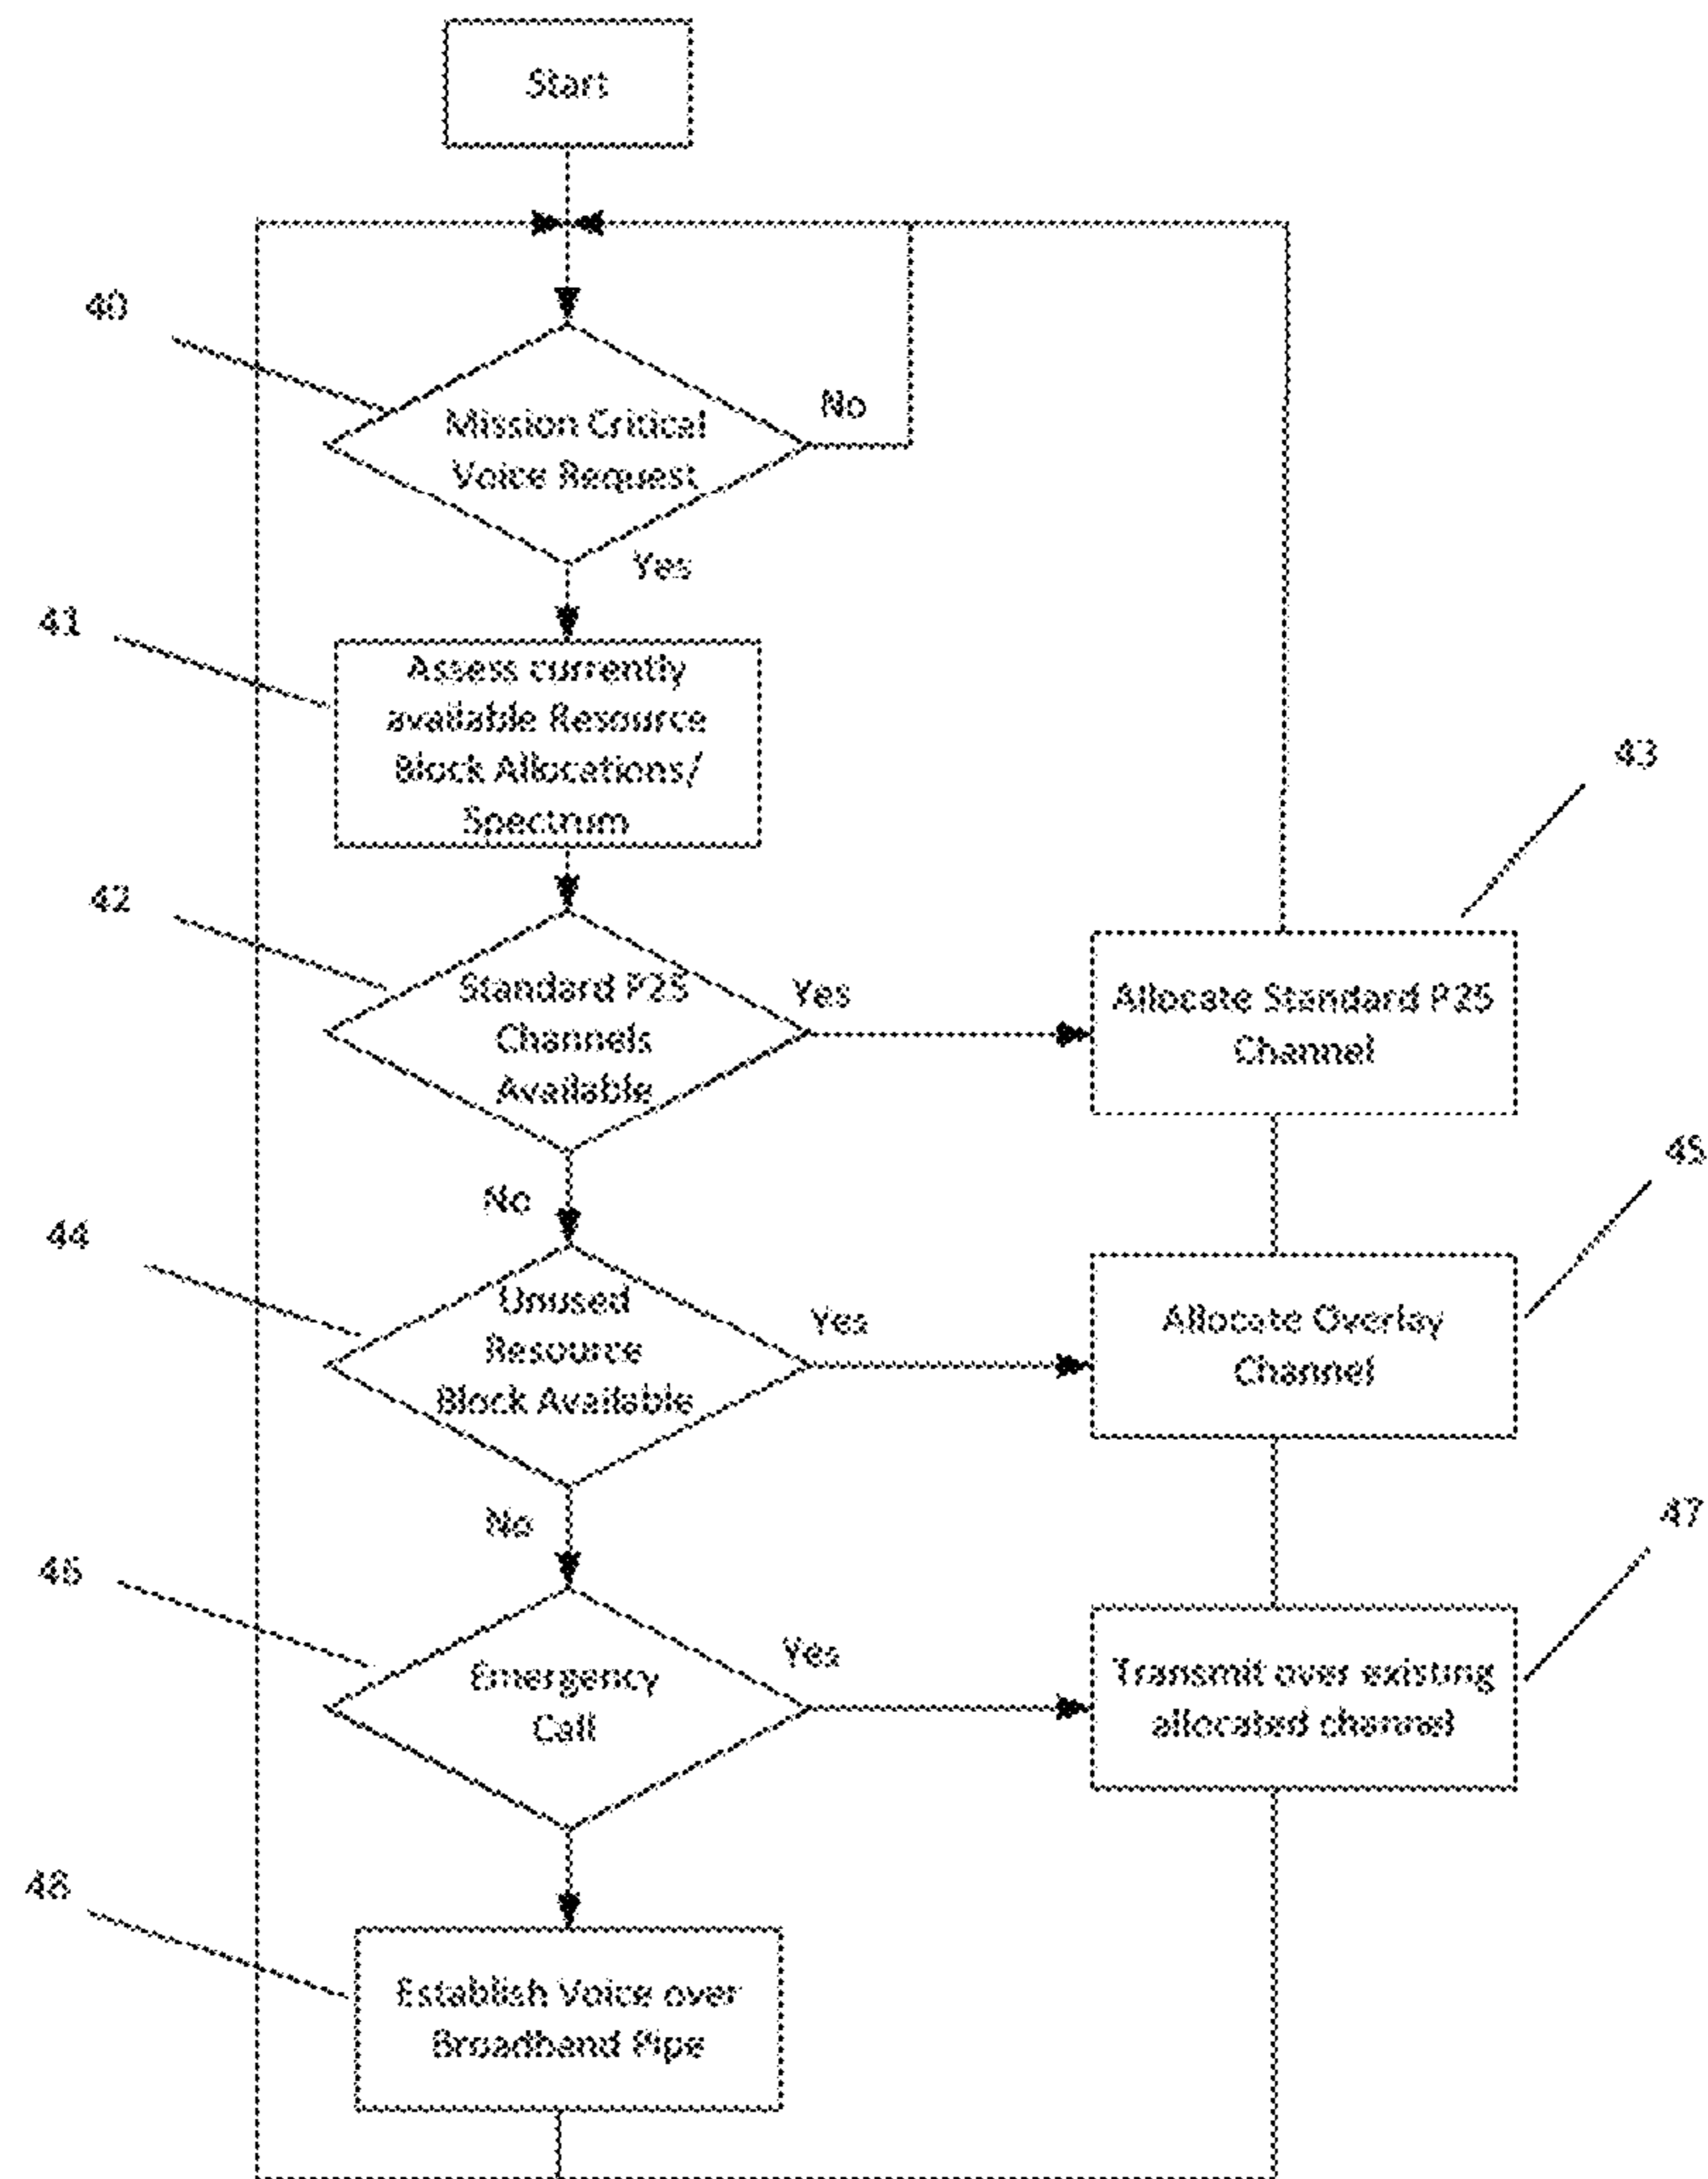 Start
40
Mission Critical
Voice Request
No
Yes
41
Assess currently
available Resource
Block Allocations/
Spectrum
43
42
Standard P25
Channels
Available
Yes
Allocate Standard P25
Channel
No
45
44
Unused
Resource
Block Available
Yes
Allocate Overlay
Channel
No
47
46
Emergency
Call
Yes
Transmit over existing
allocated channel
48
Establish Voice over
Broadband Pipe